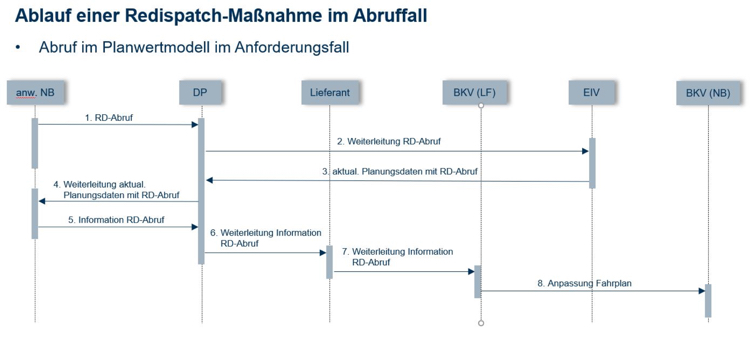 Ablauf einer Redispatch-Maßnahme im Abruffall
• Abruf im Planwertmodell im Anforderungsfall
anw. NB
DP
Lieferant
BKV (LF)
EIV
BKV (NB)
1. RD-Abruf
2. Weiterleitung RD-Abruf
3. aktual. Planungsdaten mit RD-Abruf
4. Weiterleitung aktual.
Planungsdaten mit RD-Abruf
5. Information RD-Abruf
6. Weiterleitung Information
RD-Abruf
7. Weiterleitung Information
RD-Abruf
8. Anpassung Fahrplan